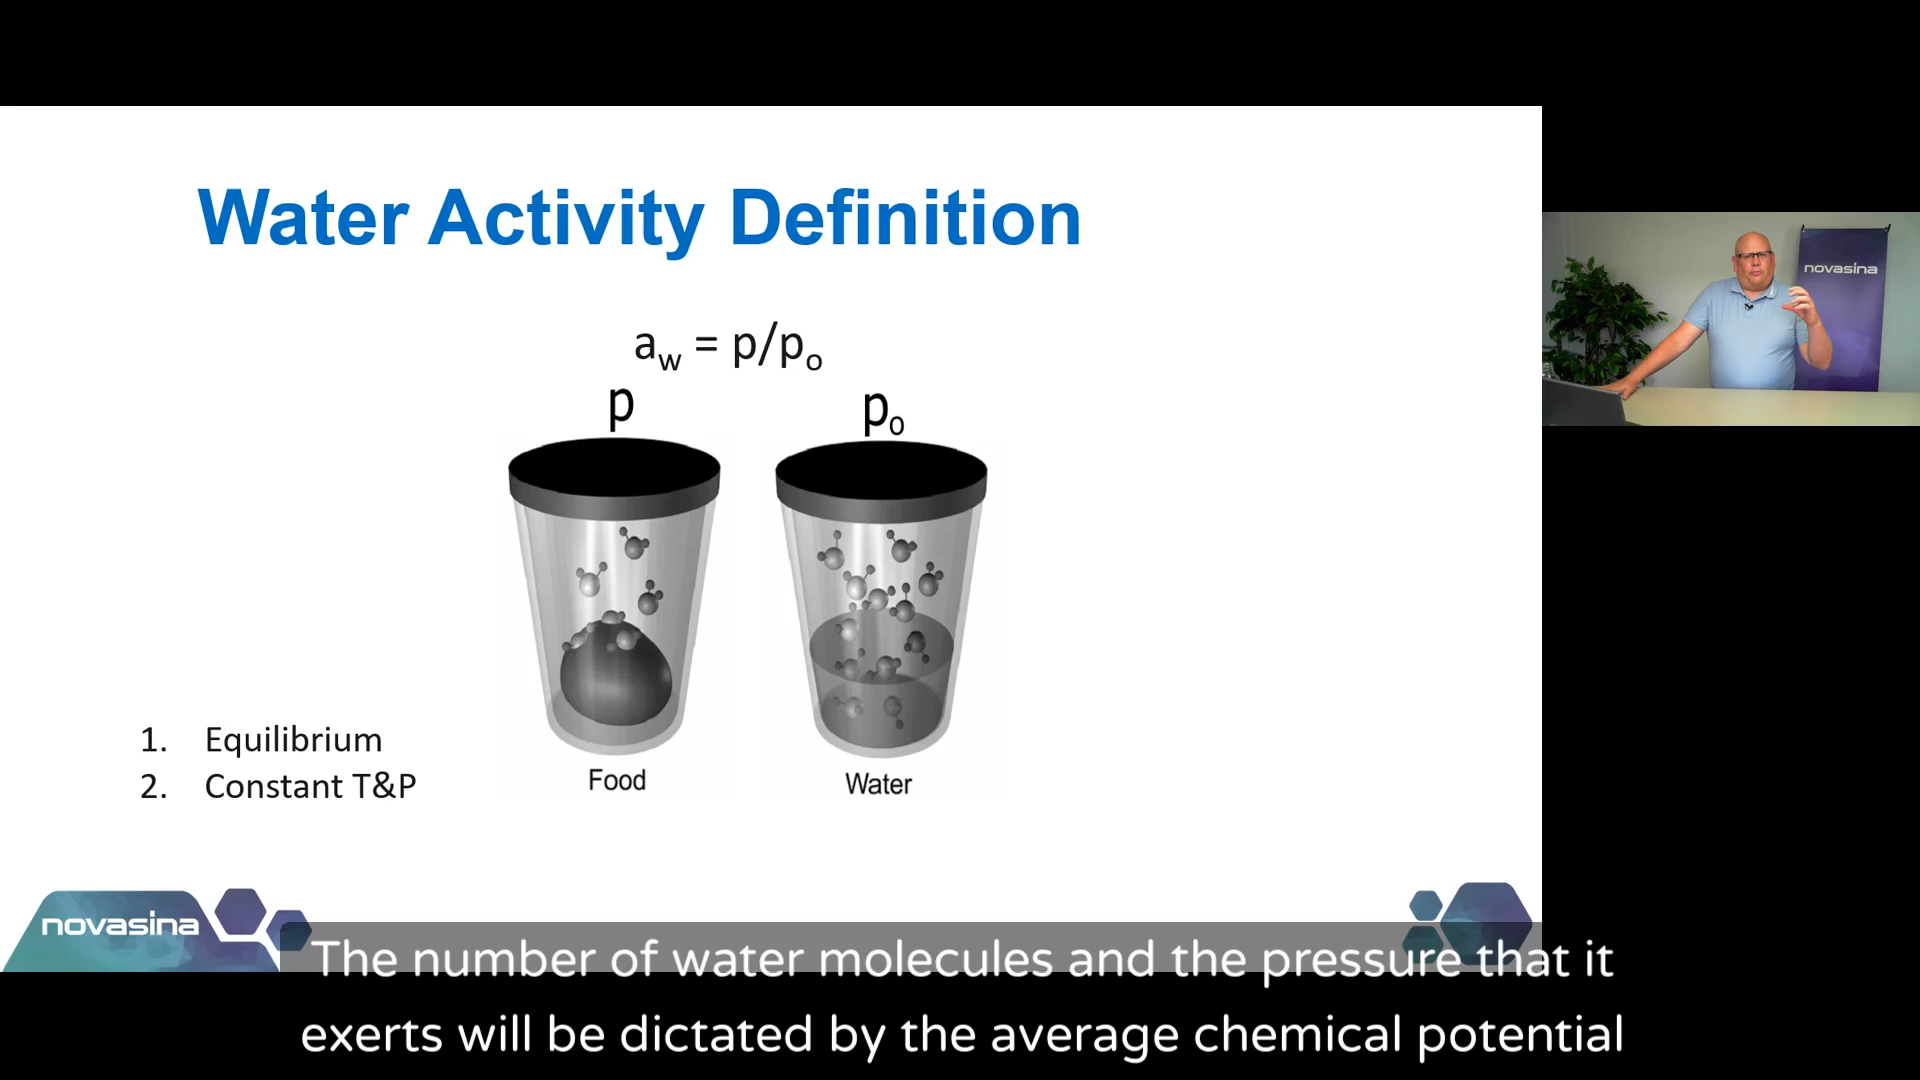 Water Activity Definition
aw = p/po
p
po
1. Equilibrium
2. Constant T&P
Food
Water
novasina
novasina
The number of water molecules and the pressure that it
exerts will be dictated by the average chemical potential